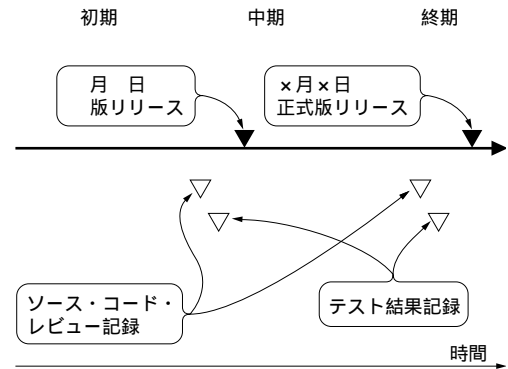 初期
中期
終期
月 日
版リリース
×月×日
正式版リリース
ソース・コード・
レビュー記録
テスト結果記録
時間